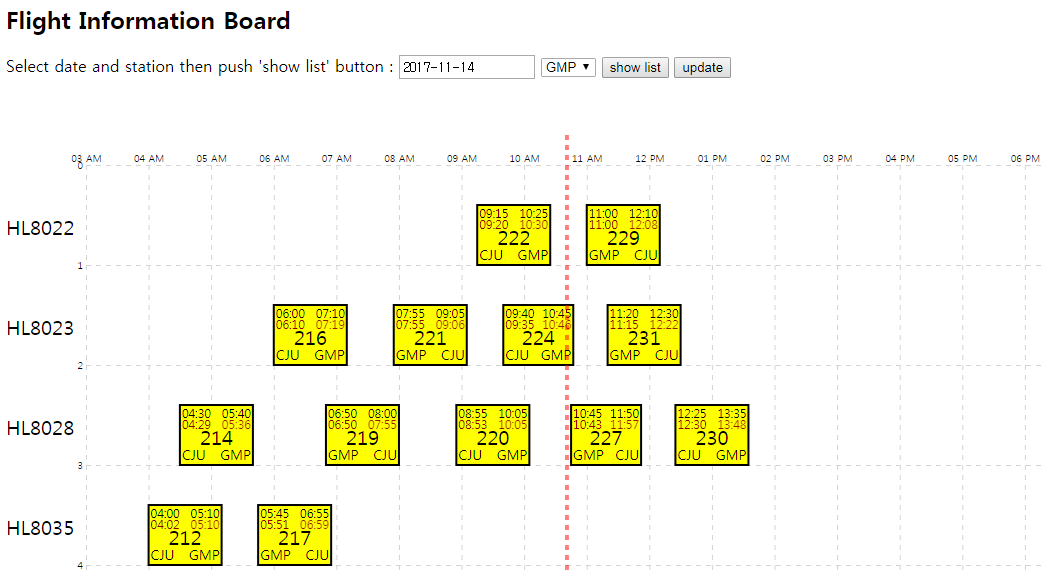 Flight Information Board
Select date and station then push 'show list' button : 2017-11-14 GMP ▼ show list update
03 AM 04 AM 05 AM 06 AM 07 AM 08 AM 09 AM 10 AM 11 AM 12 PM 01 PM 02 PM 03 PM 04 PM 05 PM 06 PM
0
09:15 10:25 11:00 12:10
09:20 10:30 11:00 12:08
HL8022 222 229
CJU GMP GMP CJU
1
06:00 07:10 07:55 09:05 09:40 10:45 11:20 12:30
06:10 07:19 07:55 09:06 09:35 10:46 11:15 12:22
HL8023 216 221 224 231
CJU GMP GMP CJU CJU GMP GMP CJU
2
04:30 05:40 06:50 08:00 08:55 10:05 10:45 11:50 12:25 13:35
04:29 05:36 06:50 07:55 08:53 10:05 10:43 11:57 12:30 13:48
HL8028 214 219 220 227 230
CJU GMP GMP CJU CJU GMP GMP CJU CJU GMP
3
04:00 05:10 05:45 06:55
04:02 05:10 05:51 06:59
HL8035 212 217
CJU GMP GMP CJU
4